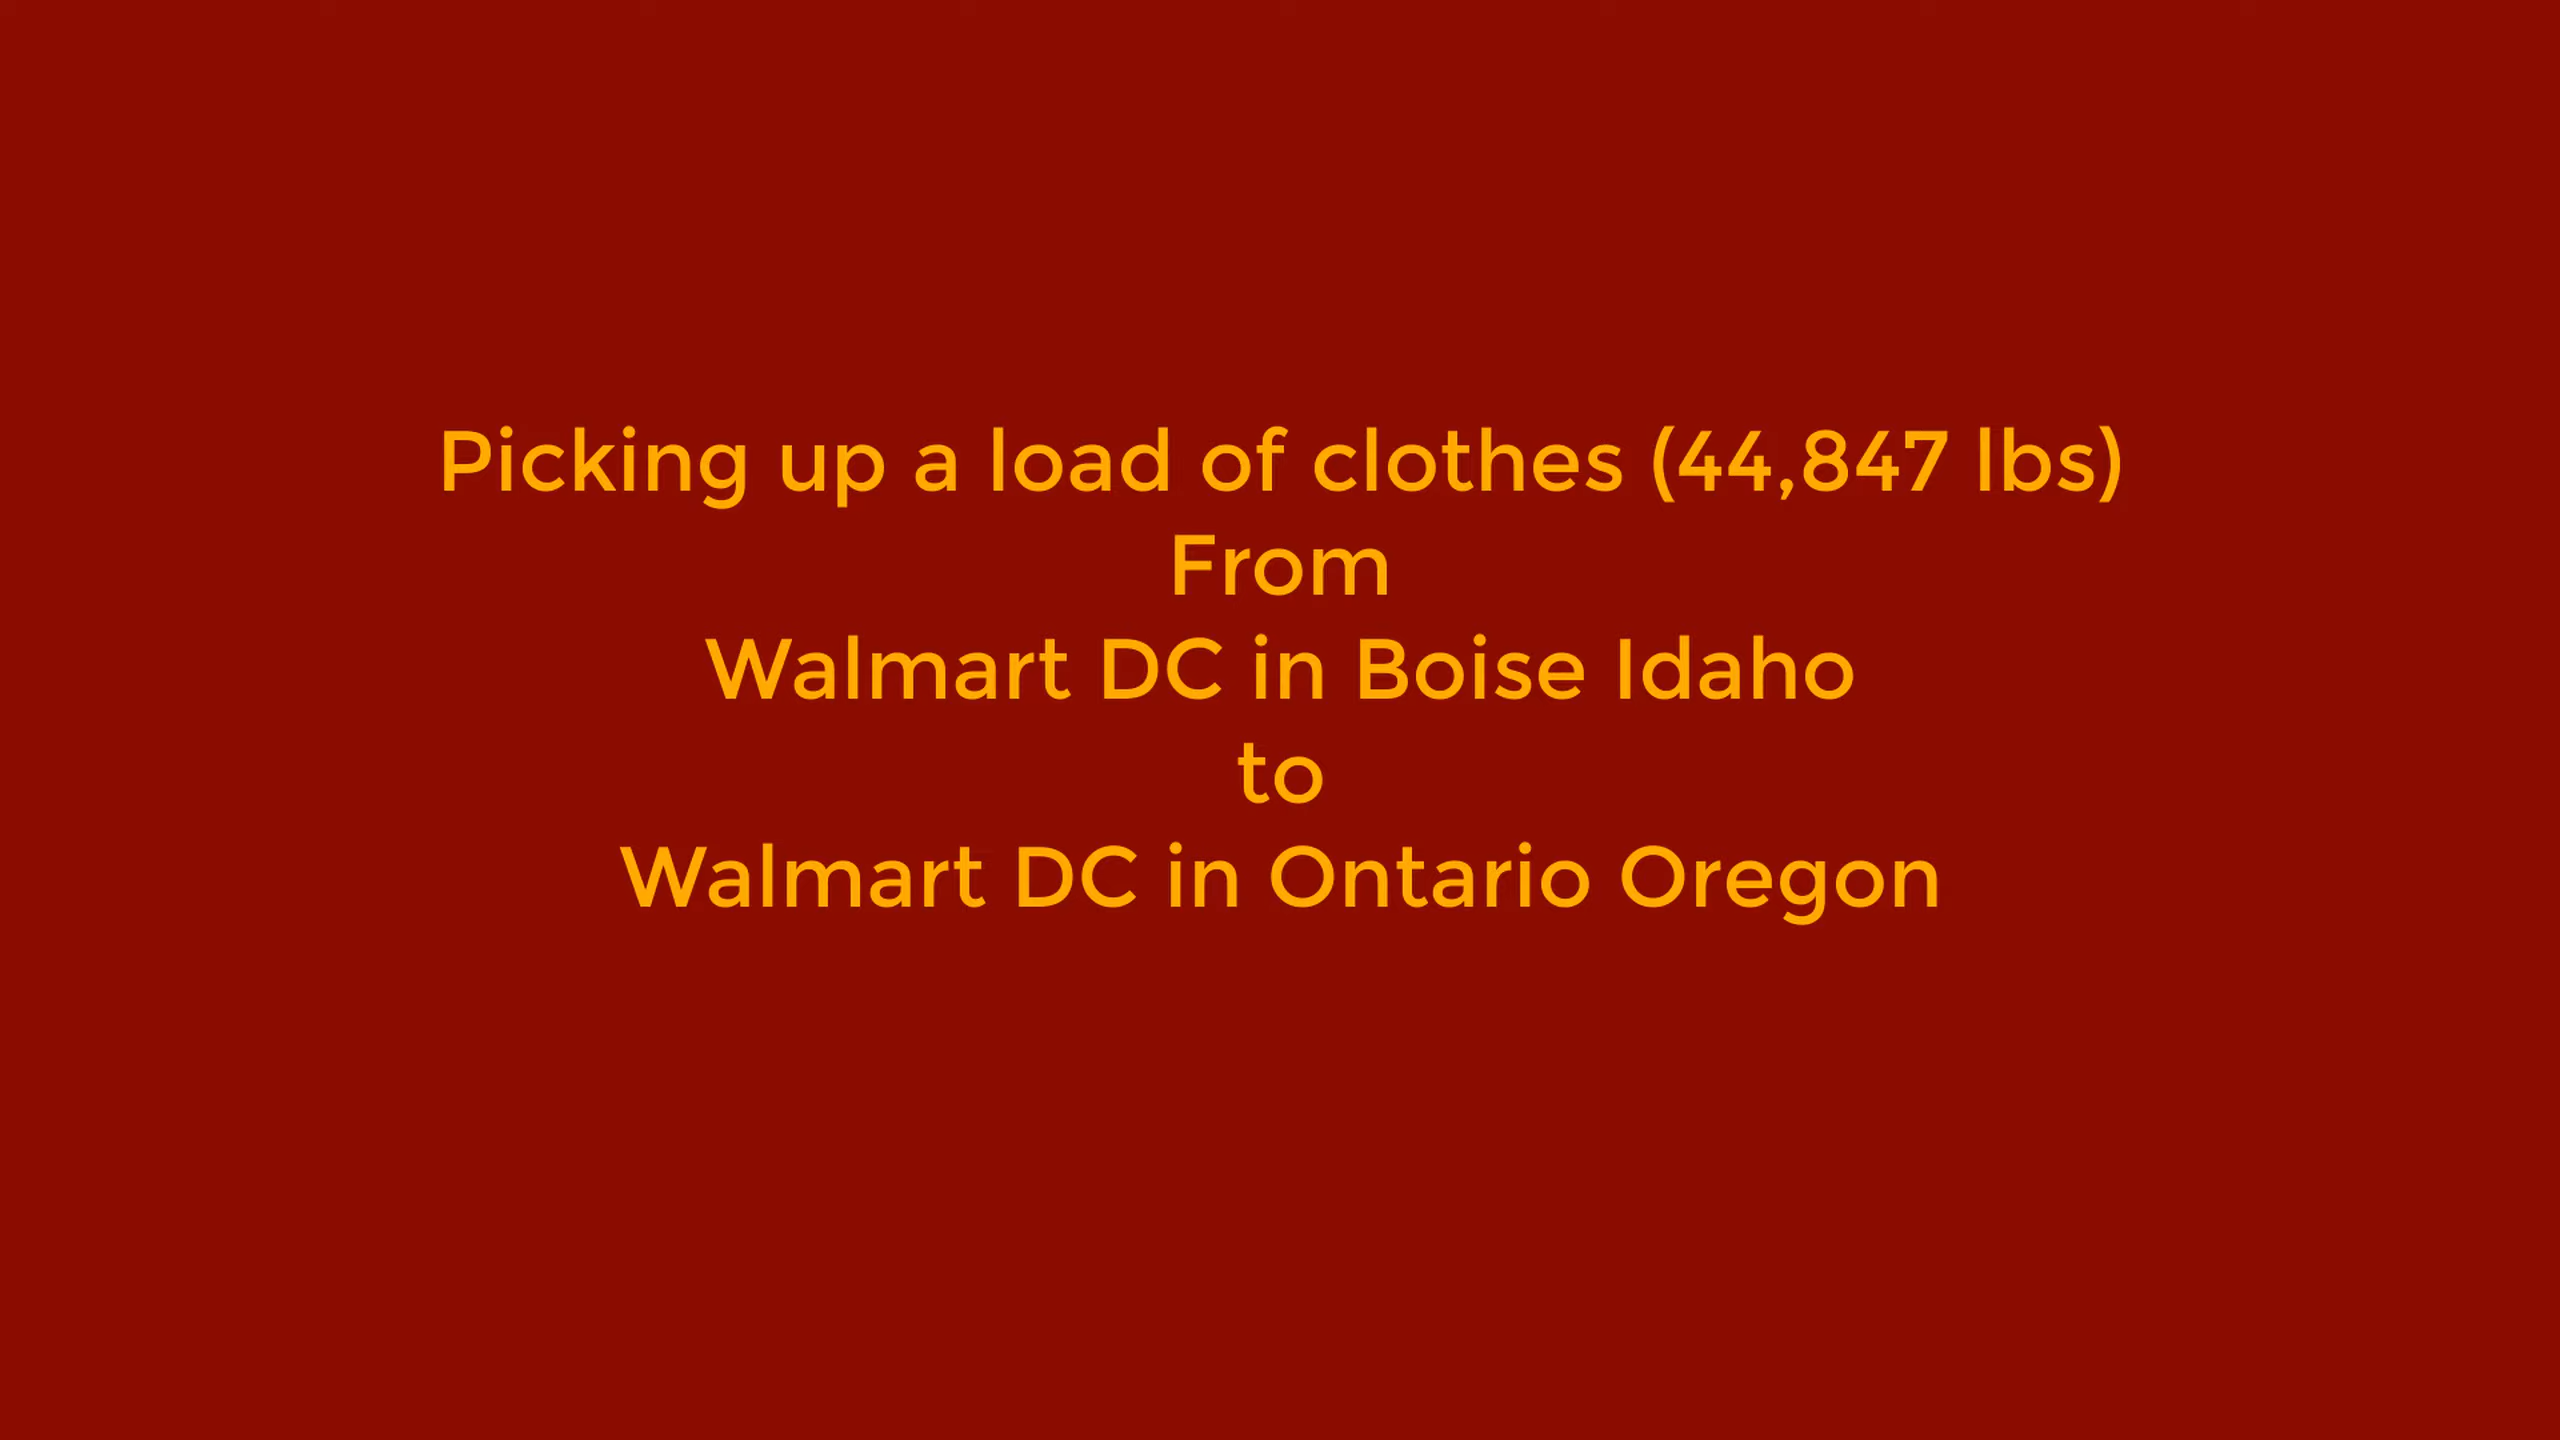 Picking up a load of clothes (44,847 lbs)
From
Walmart DC in Boise Idaho
to
Walmart DC in Ontario Oregon